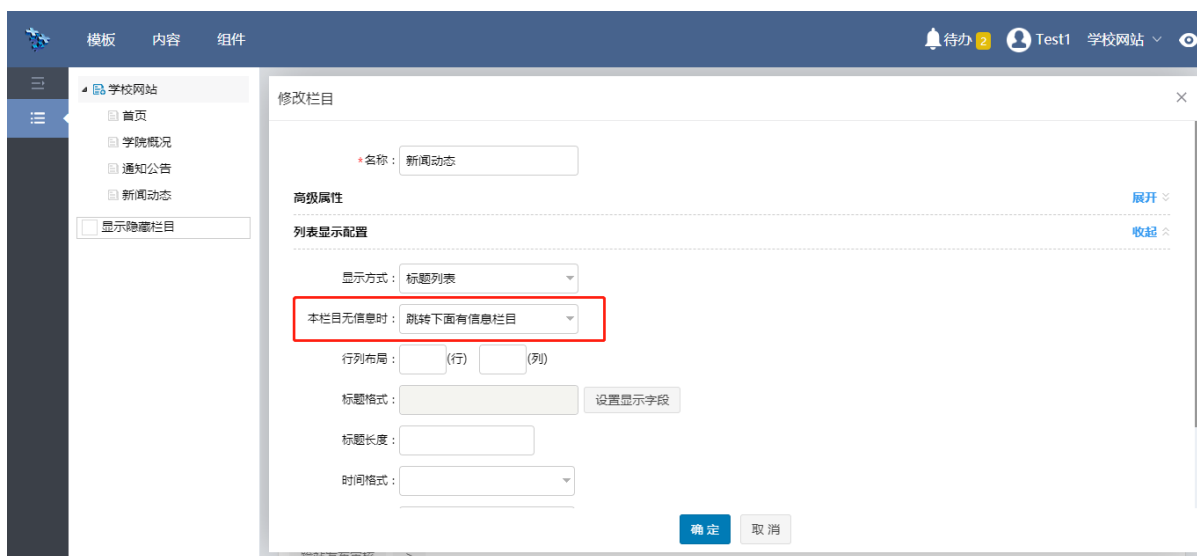 模板 内容 组件 待办 2 Test1 学校网站
学校网站
首页
学院概况
通知公告
新闻动态
显示隐藏栏目
修改栏目
*名称： 新闻动态
高级属性 展开
列表显示配置 收起
显示方式： 标题列表
本栏目无信息时： 跳转下面有信息栏目
行列布局： (行) (列)
标题格式： 设置显示字段
标题长度：
时间格式：
确定 取消